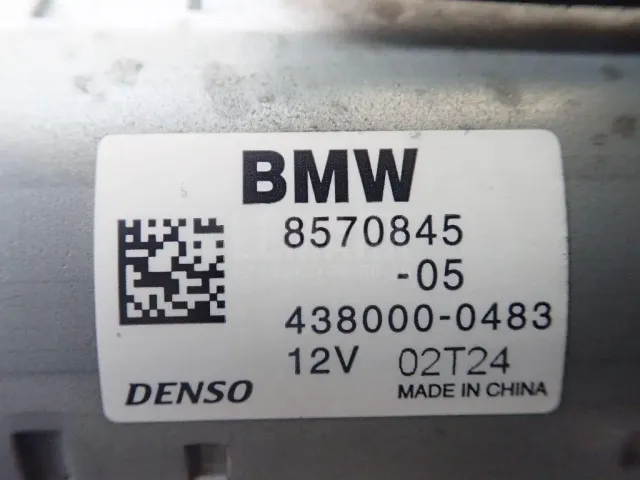 BMW
8570845
-05
438000-0483
12V 02T24
DENSO MADE IN CHINA